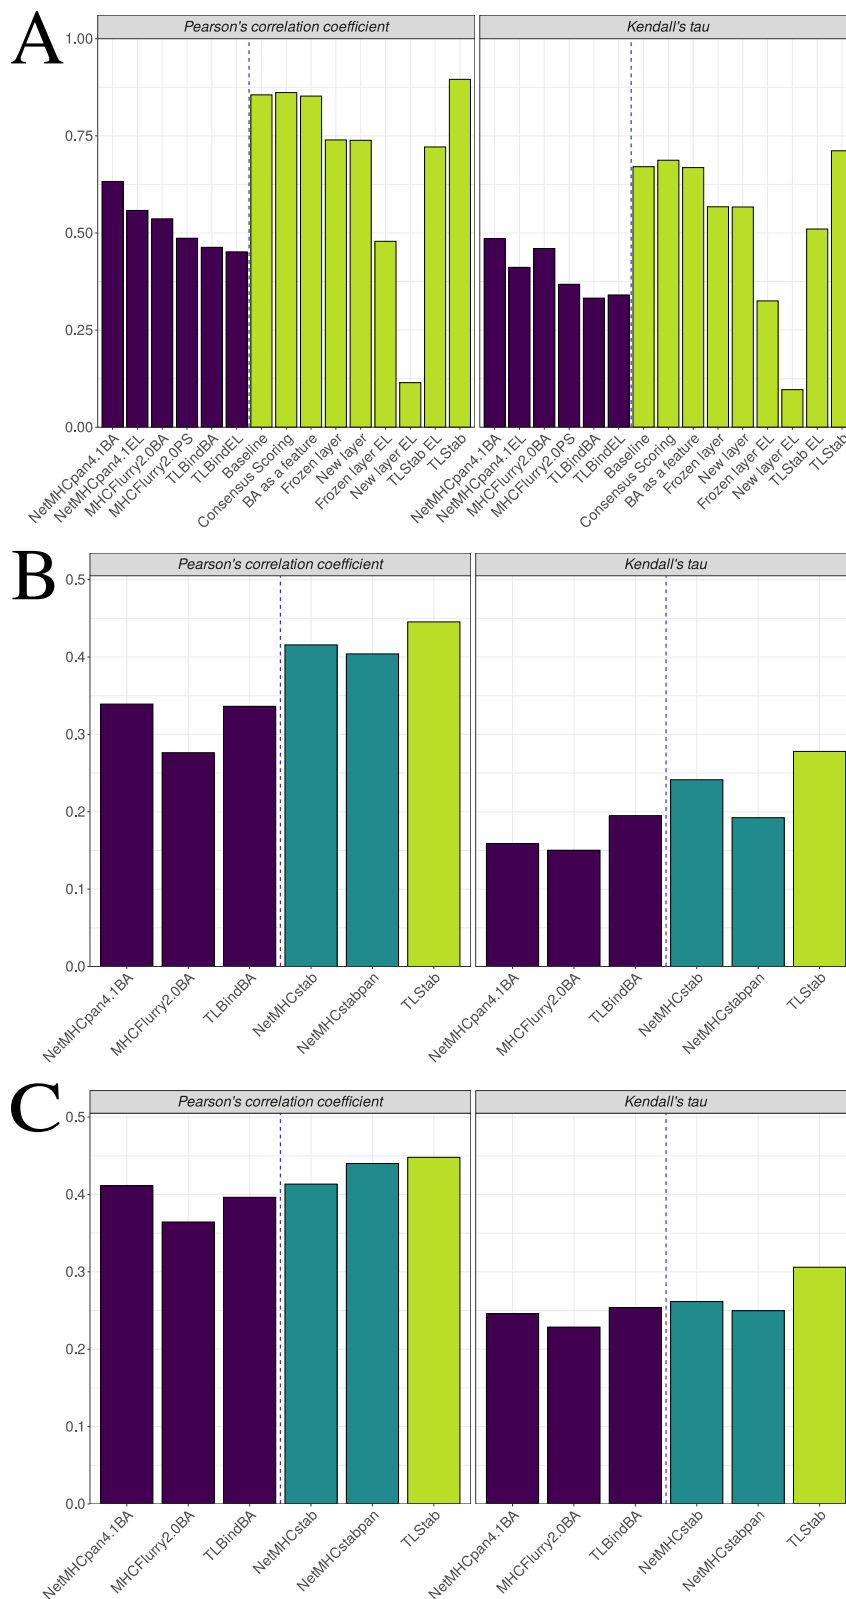 A
Pearson's correlation coefficient
Kendall's tau
1.00
0.75
0.50
0.25
0.00
NetMHCpan4.1BA
NetMHCpan4.1EL
MHCFlurry2.0BA
MHCFlurry2.0PS
TLBindBA
TLBindEL
Baseline
Consensus Scoring
BA as a feature
Frozen layer
New layer
Frozen layer EL
New layer EL
TLStab EL
TLStab
NetMHCpan4.1BA
NetMHCpan4.1EL
MHCFlurry2.0BA
MHCFlurry2.0PS
TLBindBA
TLBindEL
Baseline
Consensus Scoring
BA as a feature
Frozen layer
New layer
Frozen layer EL
New layer EL
TLStab EL
TLStab
B
Pearson's correlation coefficient
Kendall's tau
0.5
0.4
0.3
0.2
0.1
0.0
NetMHCpan4.1BA
MHCFlurry2.0BA
TLBindBA
NetMHCstab
NetMHCstabpan
TLStab
NetMHCpan4.1BA
MHCFlurry2.0BA
TLBindBA
NetMHCstab
NetMHCstabpan
TLStab
C
Pearson's correlation coefficient
Kendall's tau
0.5
0.4
0.3
0.2
0.1
0.0
NetMHCpan4.1BA
MHCFlurry2.0BA
TLBindBA
NetMHCstab
NetMHCstabpan
TLStab
NetMHCpan4.1BA
MHCFlurry2.0BA
TLBindBA
NetMHCstab
NetMHCstabpan
TLStab